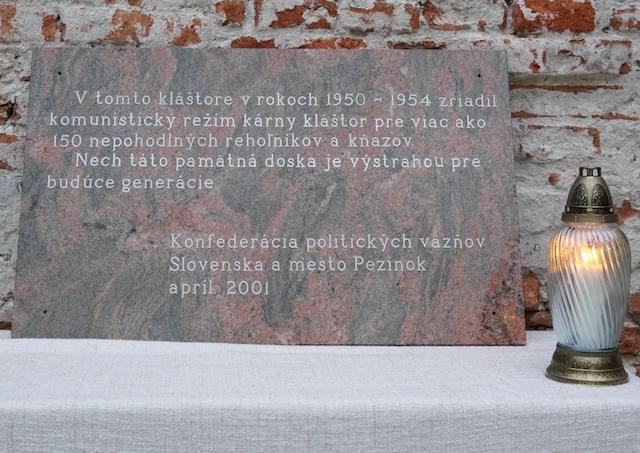 V tomto kláštore v rokoch 1950 - 1954 zriadil
komunistický režim kárny kláštor pre viac ako
150 nepohodlných rehoľníkov a kňazov.
Nech táto pamätná doska je výstrahou pre
budúce generácie.
Konfederácia politických väzňov
Slovenska a mesto Pezinok
apríl 2001